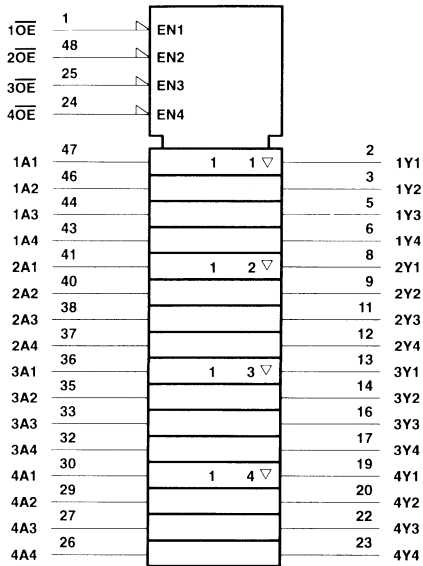 1O̅E̅ 1 EN1
2O̅E̅ 48 EN2
3O̅E̅ 25 EN3
4O̅E̅ 24 EN4
1A1 47 1 1 ▽ 2 1Y1
1A2 46 3 1Y2
1A3 44 5 1Y3
1A4 43 6 1Y4
2A1 41 1 2 ▽ 8 2Y1
2A2 40 9 2Y2
2A3 38 11 2Y3
2A4 37 12 2Y4
3A1 36 1 3 ▽ 13 3Y1
3A2 35 14 3Y2
3A3 33 16 3Y3
3A4 32 17 3Y4
4A1 30 1 4 ▽ 19 4Y1
4A2 29 20 4Y2
4A3 27 22 4Y3
4A4 26 23 4Y4